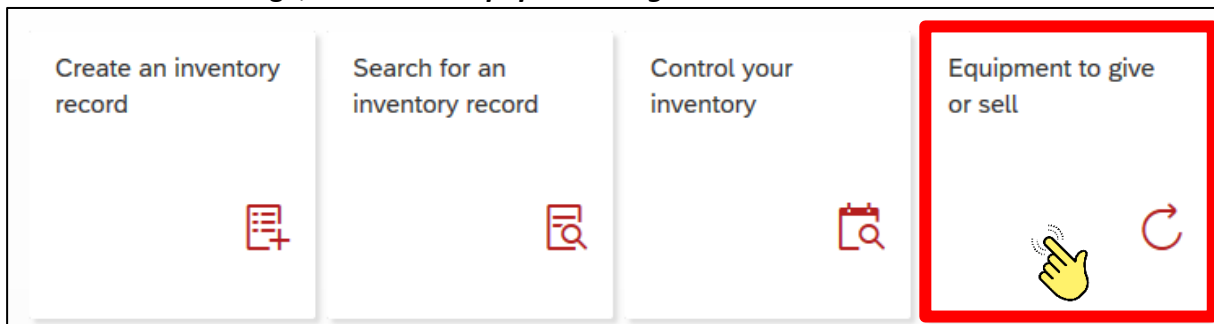 Create an inventory
record
Search for an
inventory record
Control your
inventory
Equipment to give
or sell